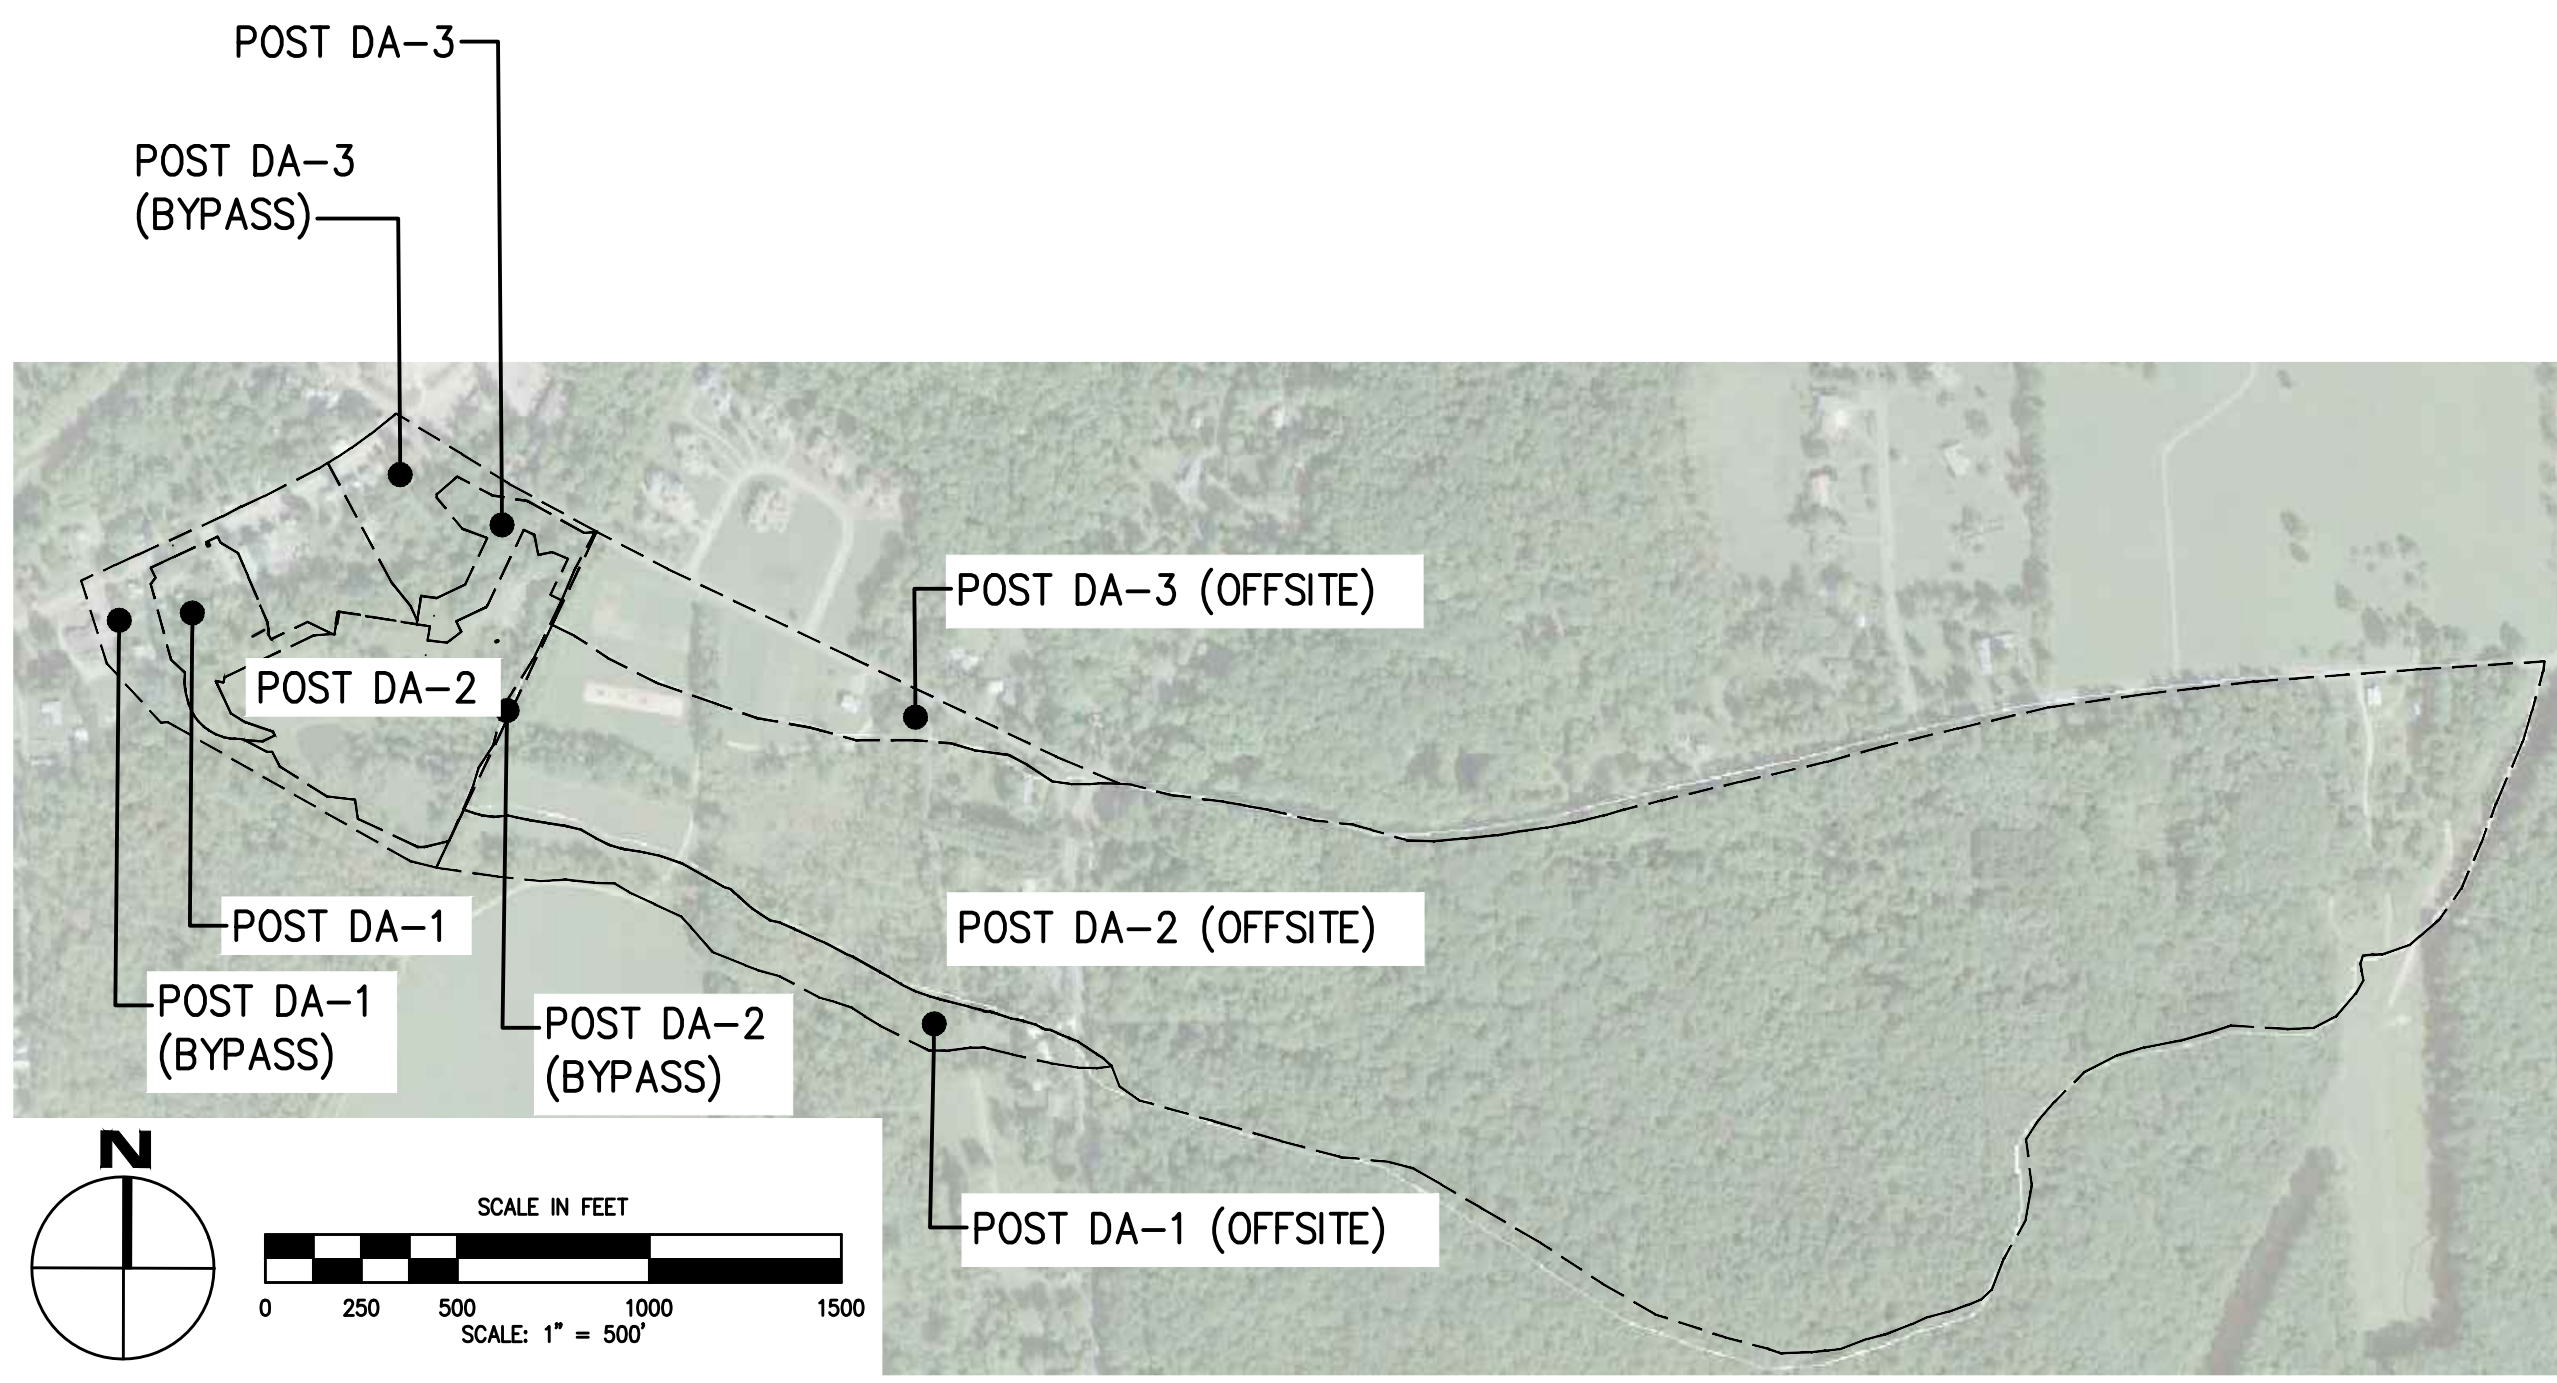 POST DA-3
POST DA-3
(BYPASS)
POST DA-3 (OFFSITE)
POST DA-2
POST DA-1
POST DA-2 (OFFSITE)
POST DA-1
(BYPASS)
POST DA-2
(BYPASS)
POST DA-1 (OFFSITE)
N
SCALE IN FEET
0 250 500 1000 1500
SCALE: 1" = 500'